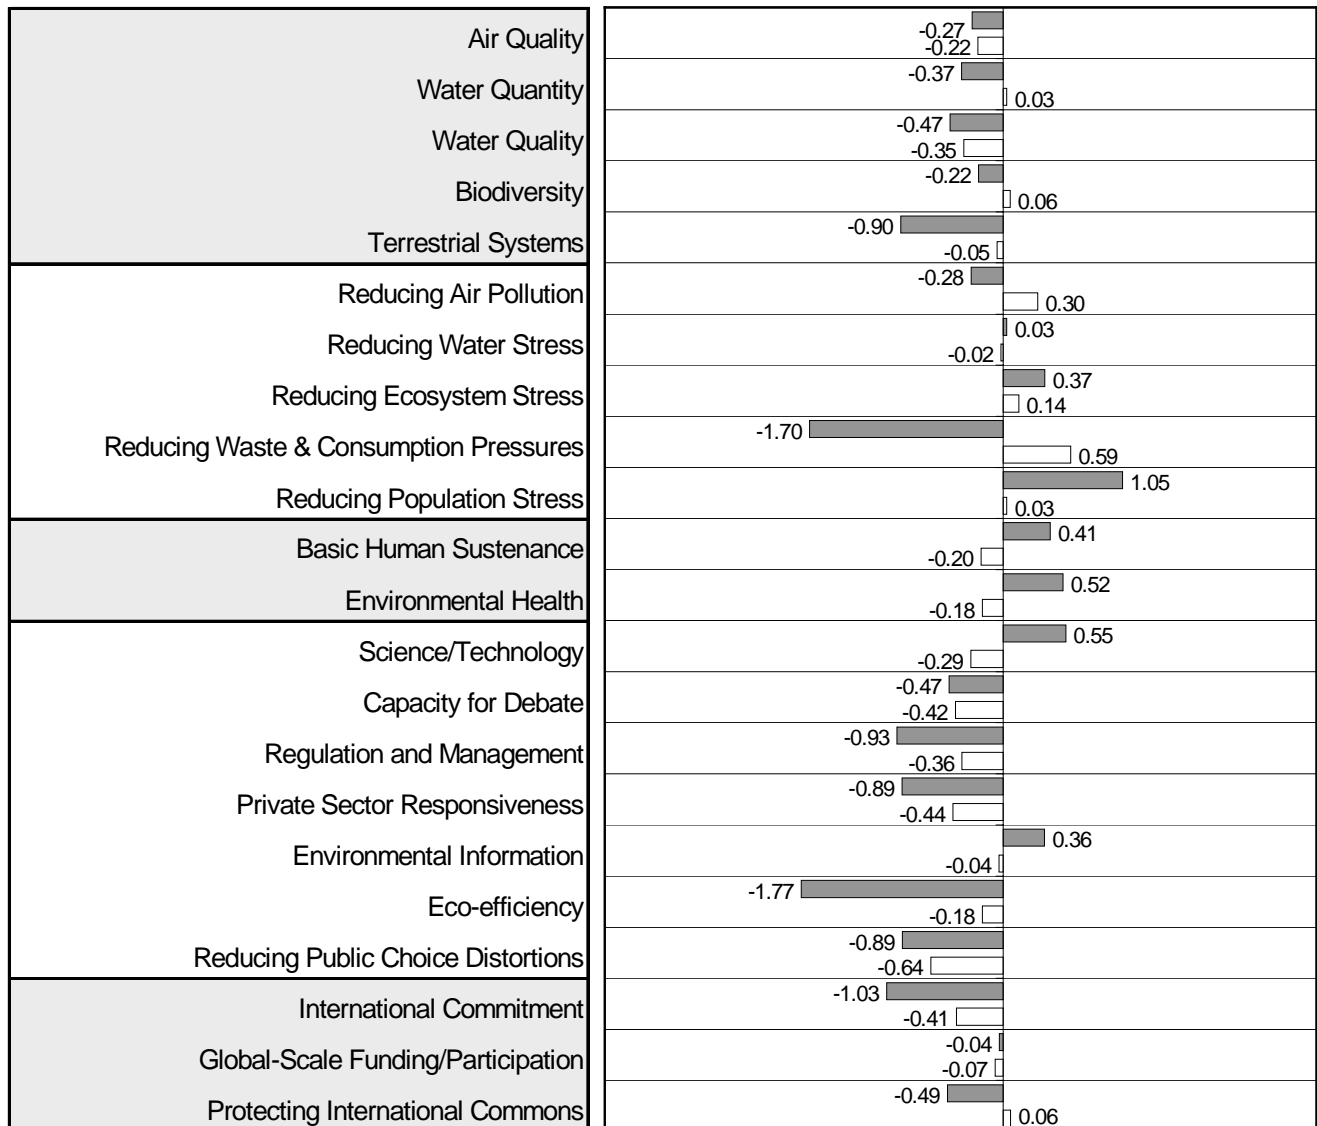 Air Quality
-0.27
-0.22
Water Quantity
-0.37
0.03
Water Quality
-0.47
-0.35
Biodiversity
-0.22
0.06
Terrestrial Systems
-0.90
-0.05
Reducing Air Pollution
-0.28
0.30
Reducing Water Stress
0.03
-0.02
Reducing Ecosystem Stress
0.37
0.14
Reducing Waste & Consumption Pressures
-1.70
0.59
Reducing Population Stress
1.05
0.03
Basic Human Sustenance
0.41
-0.20
Environmental Health
0.52
-0.18
Science/Technology
0.55
-0.29
Capacity for Debate
-0.47
-0.42
Regulation and Management
-0.93
-0.36
Private Sector Responsiveness
-0.89
-0.44
Environmental Information
0.36
-0.04
Eco-efficiency
-1.77
-0.18
Reducing Public Choice Distortions
-0.89
-0.64
International Commitment
-1.03
-0.41
Global-Scale Funding/Participation
-0.04
-0.07
Protecting International Commons
-0.49
0.06